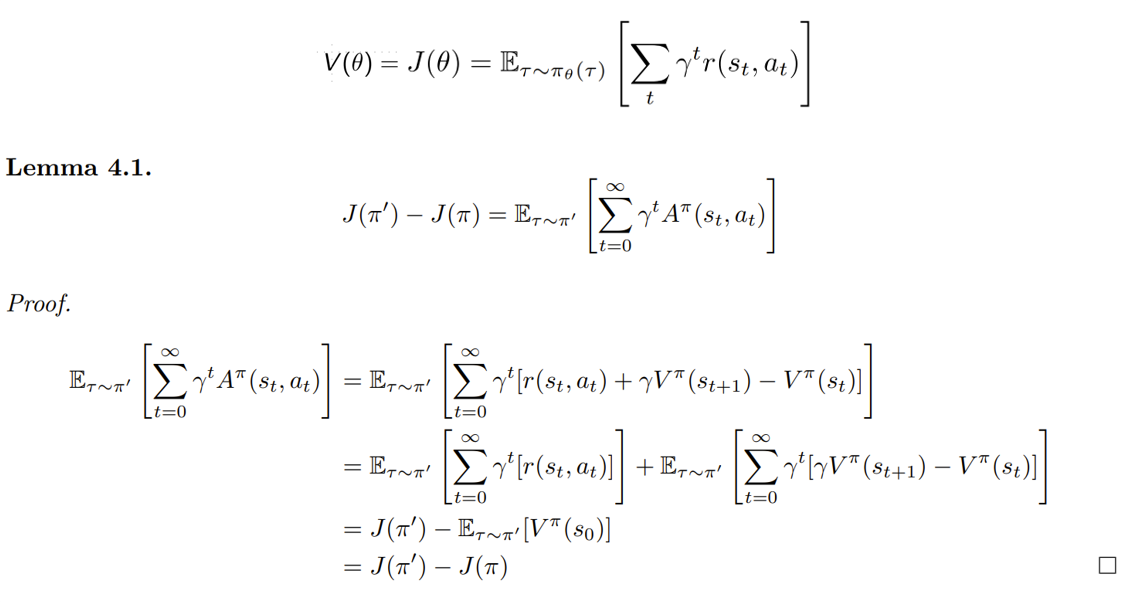 V(θ) = J(θ) = 𝔼_{τ∼π_θ(τ)} [∑_t γ^t r(s_t, a_t)]
Lemma 4.1.
J(π′) − J(π) = 𝔼_{τ∼π′} [∑_{t=0}^∞ γ^t A^π(s_t, a_t)]
Proof.
𝔼_{τ∼π′} [∑_{t=0}^∞ γ^t A^π(s_t, a_t)] = 𝔼_{τ∼π′} [∑_{t=0}^∞ γ^t[r(s_t, a_t) + γV^π(s_{t+1}) − V^π(s_t)]]
= 𝔼_{τ∼π′} [∑_{t=0}^∞ γ^t[r(s_t, a_t)]] + 𝔼_{τ∼π′} [∑_{t=0}^∞ γ^t[γV^π(s_{t+1}) − V^π(s_t)]]
= J(π′) − 𝔼_{τ∼π′}[V^π(s_0)]
= J(π′) − J(π) □